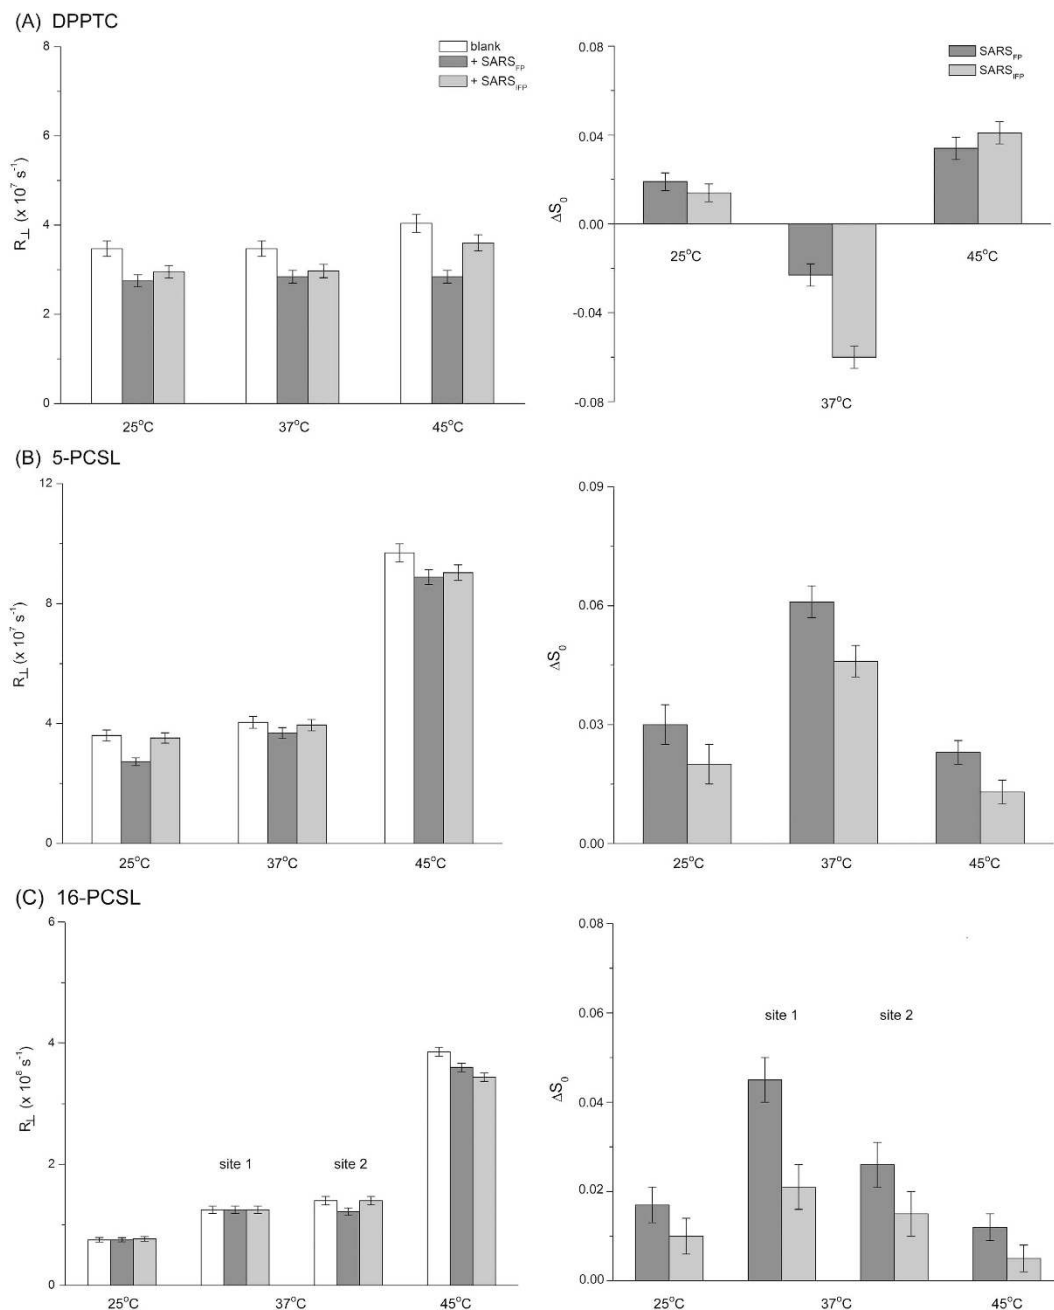 (A) DPPTC
R⊥ (x 10⁷ s⁻¹)
8
6
4
2
0
blank
+ SARS_FP
+ SARS_IFP
25°C
37°C
45°C
ΔS₀
0.08
0.04
0.00
-0.04
-0.08
SARS_FP
SARS_IFP
25°C
37°C
45°C
(B) 5-PCSL
R⊥ (x 10⁷ s⁻¹)
12
8
4
0
25°C
37°C
45°C
ΔS₀
0.09
0.06
0.03
0.00
25°C
37°C
45°C
(C) 16-PCSL
R⊥ (x 10⁸ s⁻¹)
6
4
2
0
site 1
site 2
25°C
37°C
45°C
ΔS₀
0.08
0.06
0.04
0.02
0.00
site 1
site 2
25°C
37°C
45°C